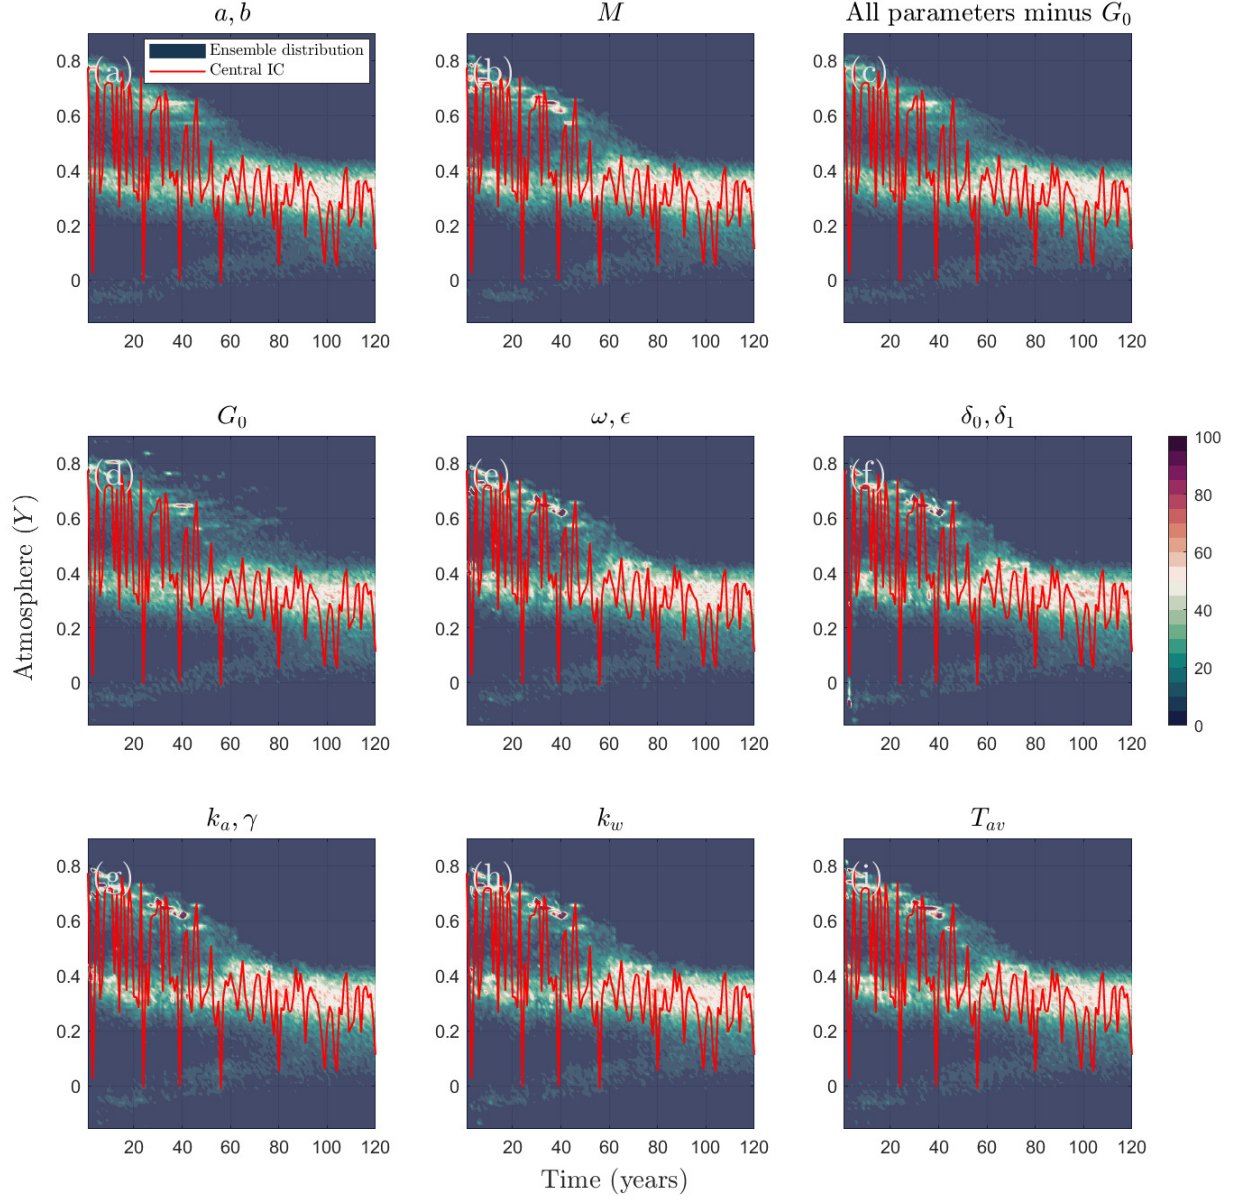 a, b
M
All parameters minus G₀
Ensemble distribution
Central IC
(a)
(b)
(c)
0.8
0.6
0.4
0.2
0
0.8
0.6
0.4
0.2
0
0.8
0.6
0.4
0.2
0
20 40 60 80 100 120
20 40 60 80 100 120
20 40 60 80 100 120
G₀
ω, ϵ
δ₀, δ₁
(d)
(e)
(f)
0.8
0.6
0.4
0.2
0
0.8
0.6
0.4
0.2
0
0.8
0.6
0.4
0.2
0
20 40 60 80 100 120
20 40 60 80 100 120
20 40 60 80 100 120
100
80
60
40
20
0
Atmosphere (Y)
kₐ, γ
k_w
T_av
(g)
(h)
(i)
0.8
0.6
0.4
0.2
0
0.8
0.6
0.4
0.2
0
0.8
0.6
0.4
0.2
0
20 40 60 80 100 120
20 40 60 80 100 120
20 40 60 80 100 120
Time (years)